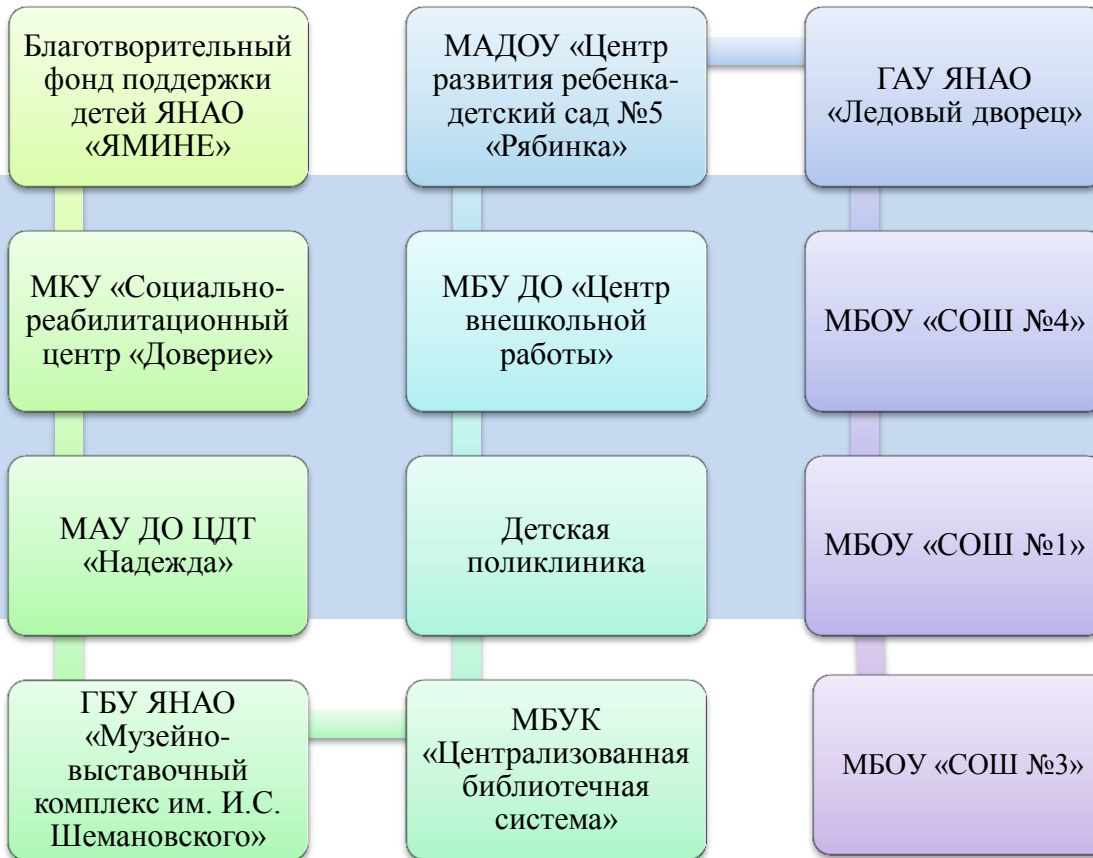 Благотворительный
фонд поддержки
детей ЯНАО
«ЯМИНЕ»
МКУ «Социально-
реабилитационный
центр «Доверие»
МАУ ДО ЦДТ
«Надежда»
ГБУ ЯНАО
«Музейно-
выставочный
комплекс им. И.С.
Шемановского»
МБУК
«Централизованная
библиотечная
система»
Детская
поликлиника
МБУ ДО «Центр
внешкольной
работы»
МАДОУ «Центр
развития ребенка-
детский сад №5
«Рябинка»
ГАУ ЯНАО
«Ледовый дворец»
МБОУ «СОШ №4»
МБОУ «СОШ №1»
МБОУ «СОШ №3»